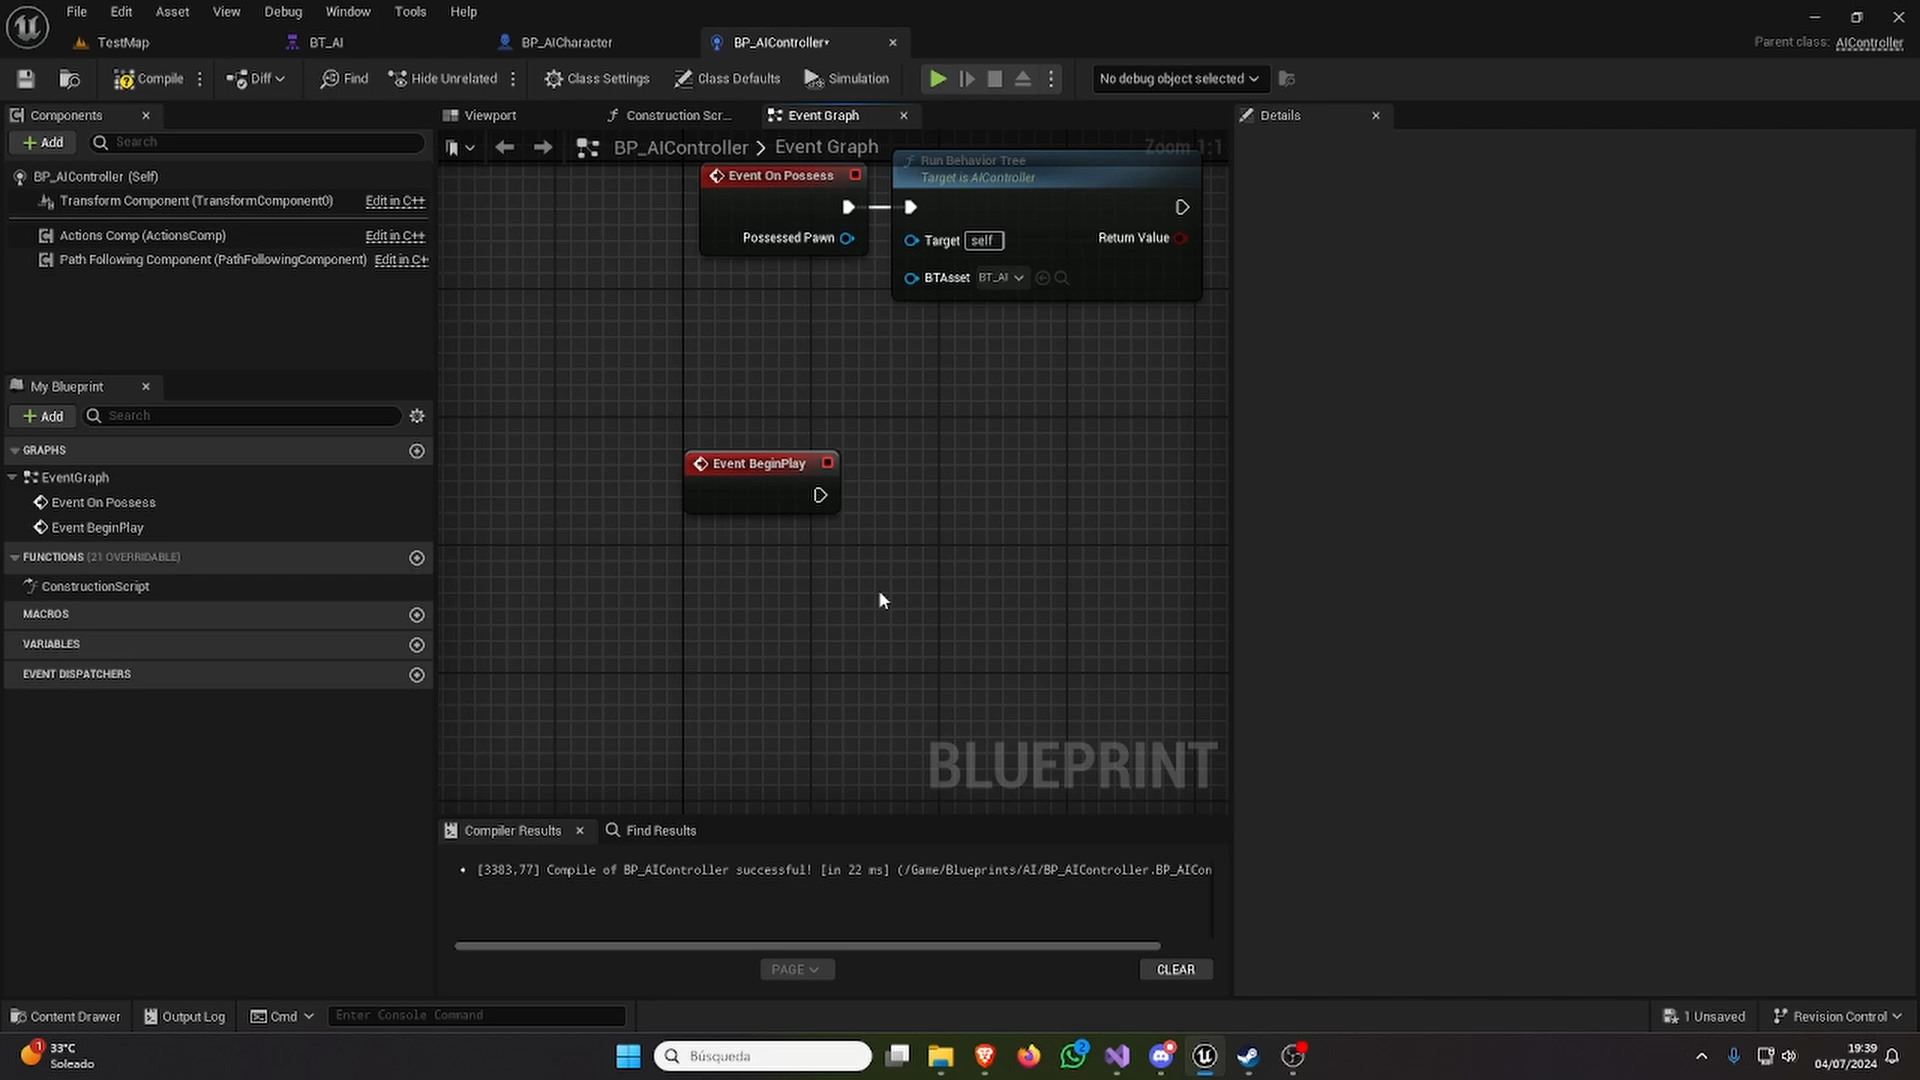 File Edit Asset View Debug Window Tools Help
TestMap BT_AI BP_AICharacter BP_AIController*
Parent class: AIController
Compile Diff Find Hide Unrelated Class Settings Class Defaults Simulation No debug object selected
Components
Add Search
BP_AIController (Self)
Transform Component (TransformComponent0) Edit in C++
Actions Comp (ActionsComp) Edit in C++
Path Following Component (PathFollowingComponent) Edit in C+
My Blueprint
Add Search
GRAPHS
EventGraph
Event On Possess
Event BeginPlay
FUNCTIONS (21 OVERRIDABLE)
ConstructionScript
MACROS
VARIABLES
EVENT DISPATCHERS
Viewport Construction Scr... Event Graph
BP_AIController > Event Graph Zoom 1:1
Event On Possess
Possessed Pawn
Run Behavior Tree
Target is AIController
Target self Return Value
BTAsset BT_AI
Event BeginPlay
BLUEPRINT
Compiler Results Find Results
[3383,77] Compile of BP_AIController successful! [in 22 ms] (/Game/Blueprints/AI/BP_AIController.BP_AICon
PAGE CLEAR
Details
Content Drawer Output Log Cmd Enter Console Command 1 Unsaved Revision Control
1
33°C
Soleado
Búsqueda
2
19:39
04/07/2024